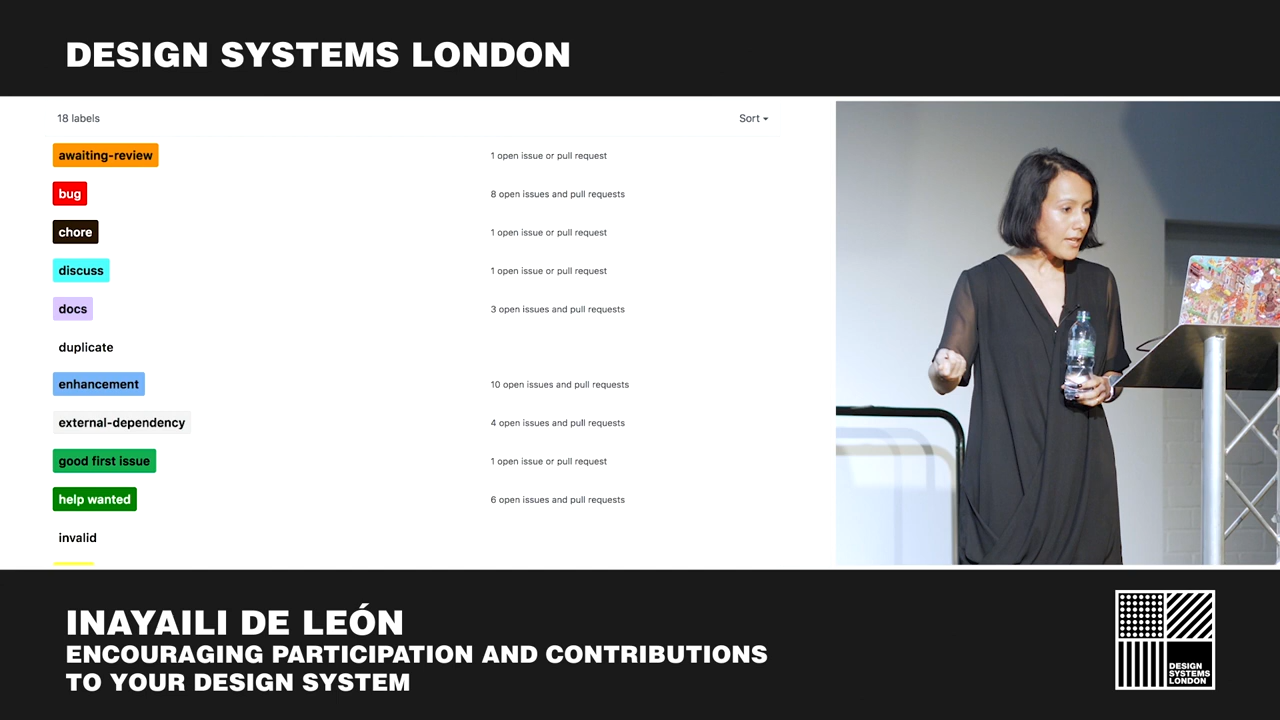 DESIGN SYSTEMS LONDON
18 labels
Sort
awaiting-review
1 open issue or pull request
bug
8 open issues and pull requests
chore
1 open issue or pull request
discuss
1 open issue or pull request
docs
3 open issues and pull requests
duplicate
enhancement
10 open issues and pull requests
external-dependency
4 open issues and pull requests
good first issue
1 open issue or pull request
help wanted
6 open issues and pull requests
invalid
INAYAILI DE LEÓN
ENCOURAGING PARTICIPATION AND CONTRIBUTIONS
TO YOUR DESIGN SYSTEM
DESIGN
SYSTEMS
LONDON